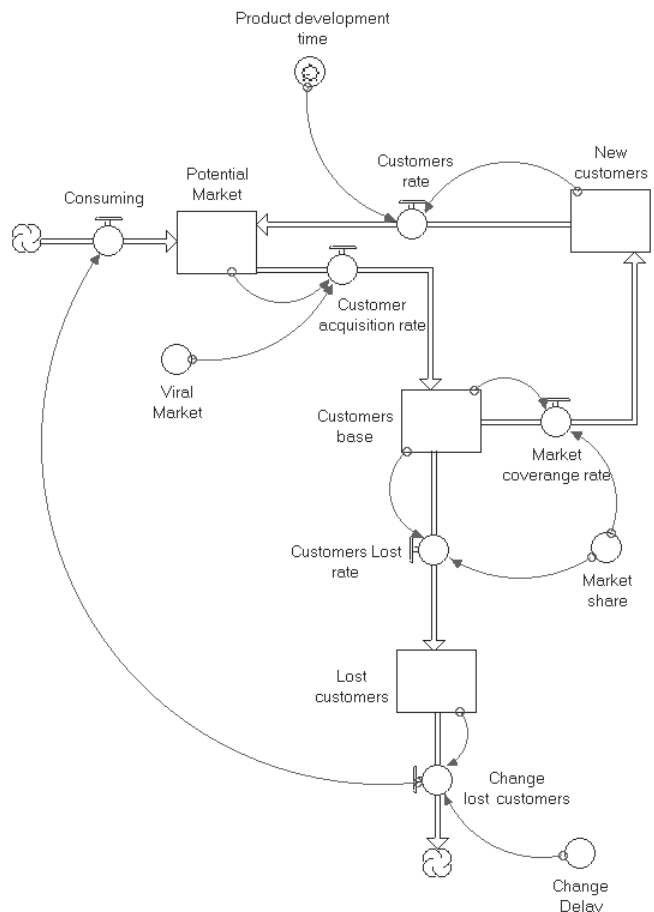 Product development
time
Customers
rate
New
customers
Potential
Market
Consuming
Customer
acquisition rate
Viral
Market
Customers
base
Market
coverange rate
Customers Lost
rate
Market
share
Lost
customers
Change
lost customers
Change
Delay